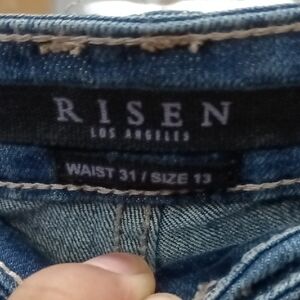 RISEN
LOS ANGELES
WAIST 31 / SIZE 13